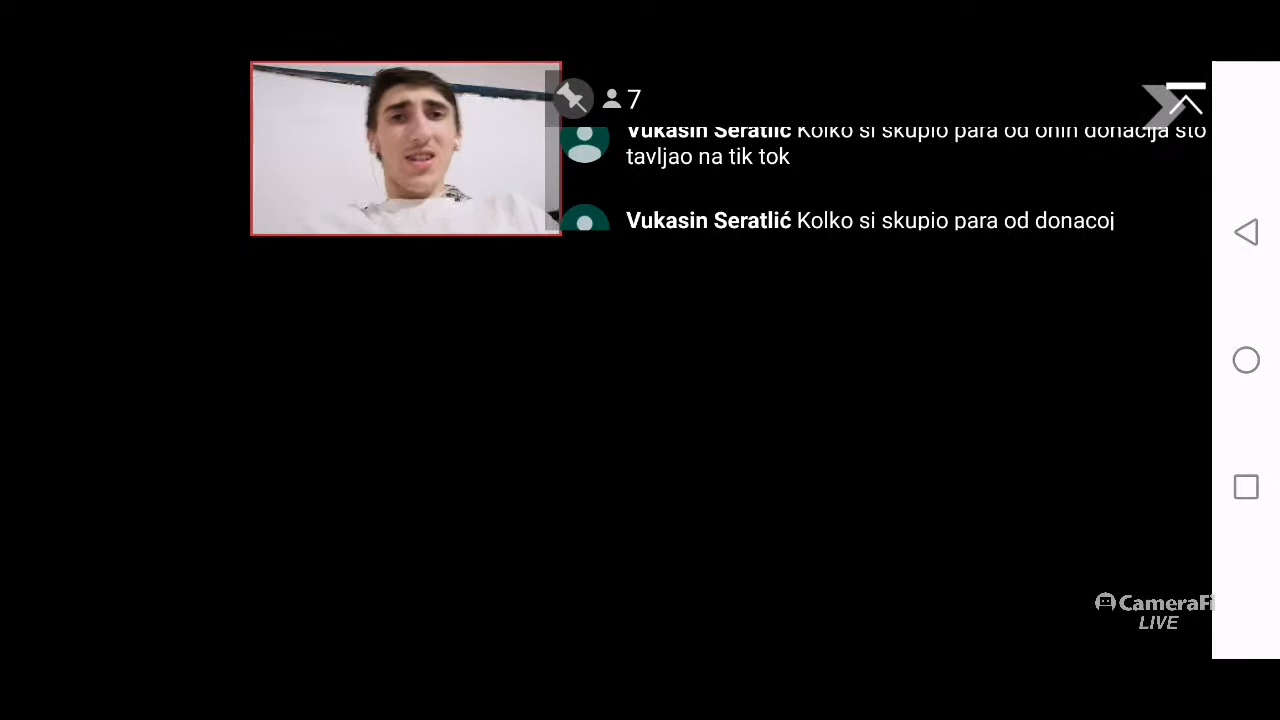 7
Vukasin Seratlić Kolko si skupio para od onih donacija sto
tavljao na tik tok
Vukasin Seratlić Kolko si skupio para od donacoj
CameraFi
LIVE